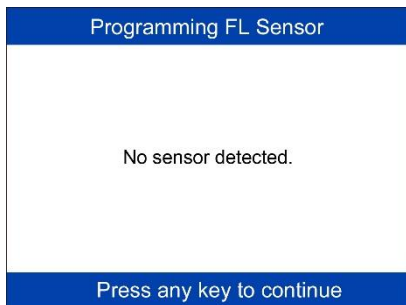 Programming FL Sensor
No sensor detected.
Press any key to continue